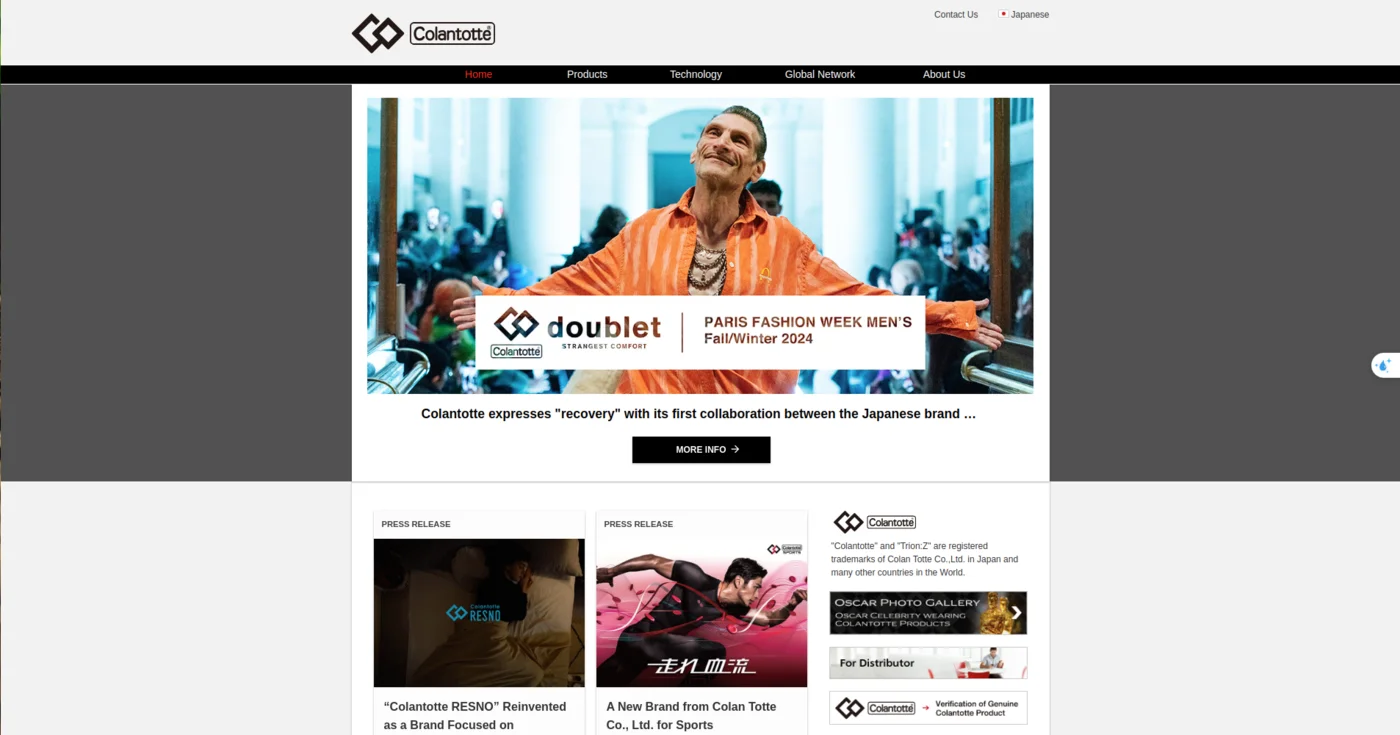 Colantotte
Contact Us
Japanese
Home
Products
Technology
Global Network
About Us
Colantotte
doublet
STRANGEST COMFORT
PARIS FASHION WEEK MEN'S
Fall/Winter 2024
Colantotte expresses "recovery" with its first collaboration between the Japanese brand …
MORE INFO →
PRESS RELEASE
Colantotte
RESNO
“Colantotte RESNO” Reinvented
as a Brand Focused on
PRESS RELEASE
Colantotte
SPORTS
走れ血流
A New Brand from Colan Totte
Co., Ltd. for Sports
Colantotte
"Colantotte" and "Trion:Z" are registered
trademarks of Colan Totte Co.,Ltd. in Japan and
many other countries in the World.
OSCAR PHOTO GALLERY
OSCAR CELEBRITY WEARING
COLANTOTTE PRODUCTS
For Distributor
Colantotte → Verification of Genuine
Colantotte Product